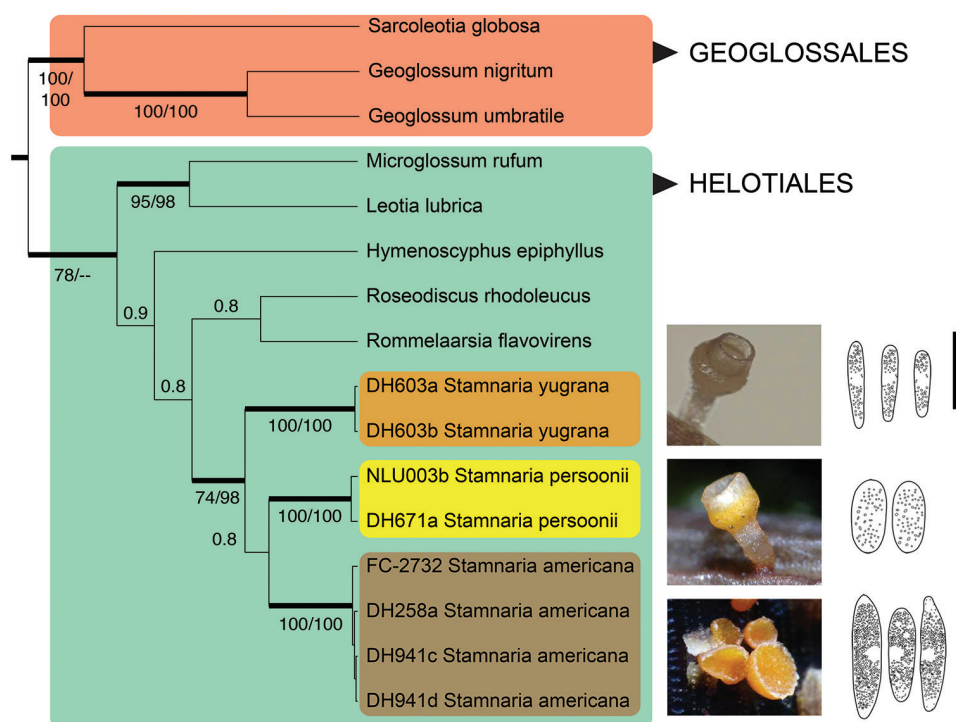 Sarcoleotia globosa
GEOGLOSSALES
100/
100
Geoglossum nigritum
100/100
Geoglossum umbratile
Microglossum rufum
HELOTIALES
95/98
Leotia lubrica
78/--
Hymenoscyphus epiphyllus
0.9
0.8
Roseodiscus rhodoleucus
Rommelaarsia flavovirens
0.8
DH603a Stamnaria yugrana
100/100
DH603b Stamnaria yugrana
74/98
NLU003b Stamnaria persoonii
100/100
DH671a Stamnaria persoonii
0.8
FC-2732 Stamnaria americana
100/100
DH258a Stamnaria americana
DH941c Stamnaria americana
DH941d Stamnaria americana